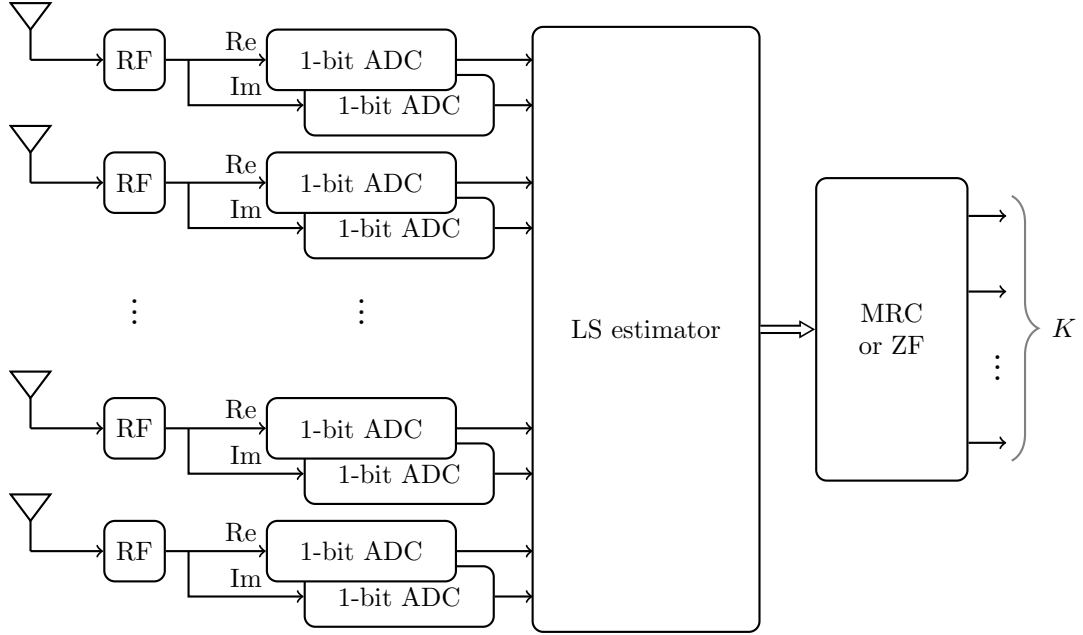 Re
RF
1-bit ADC
Im
1-bit ADC
Re
RF
1-bit ADC
Im
1-bit ADC
⋮ ⋮
Re
RF
1-bit ADC
Im
1-bit ADC
Re
RF
1-bit ADC
Im
1-bit ADC
LS estimator
MRC
or ZF
⋮
K